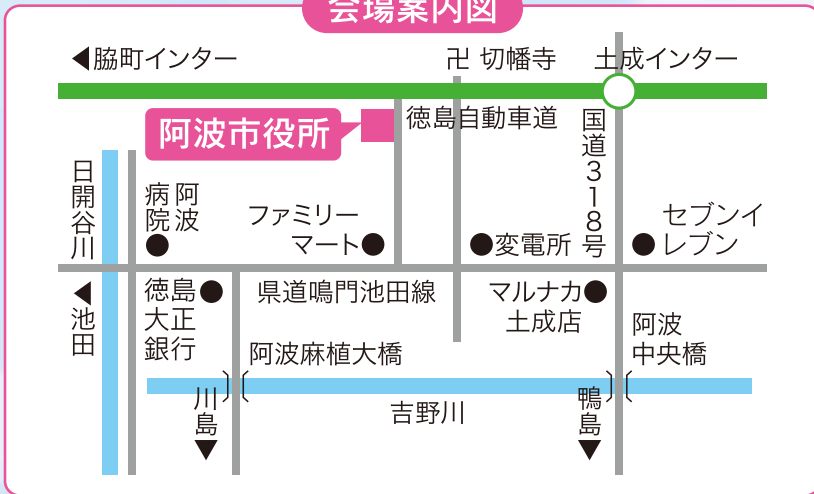 会場案内図
◀脇町インター
卍 切幡寺
土成インター
阿波市役所
徳島自動車道
国道318号
日開谷川
阿波
病院
ファミリー
マート
変電所
セブンイ
レブン
◀池田
徳島
大正
銀行
県道鳴門池田線
マルナカ
土成店
阿波
中央橋
阿波麻植大橋
川島▼
吉野川
鴨島▼